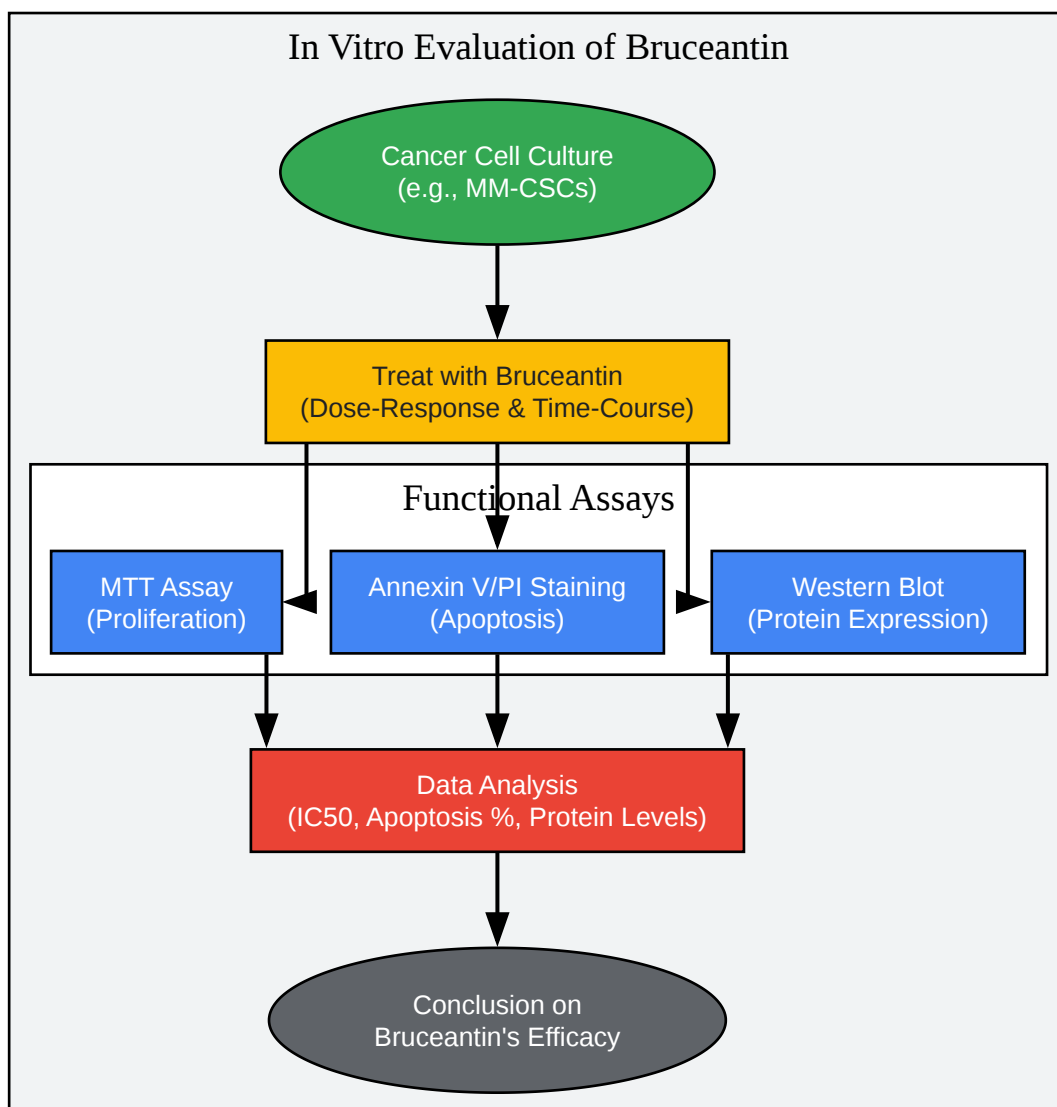 In Vitro Evaluation of Bruceantin
Cancer Cell Culture
(e.g., MM-CSCs)
Treat with Bruceantin
(Dose-Response & Time-Course)
Functional Assays
MTT Assay
(Proliferation)
Annexin V/PI Staining
(Apoptosis)
Western Blot
(Protein Expression)
Data Analysis
(IC50, Apoptosis %, Protein Levels)
Conclusion on
Bruceantin's Efficacy